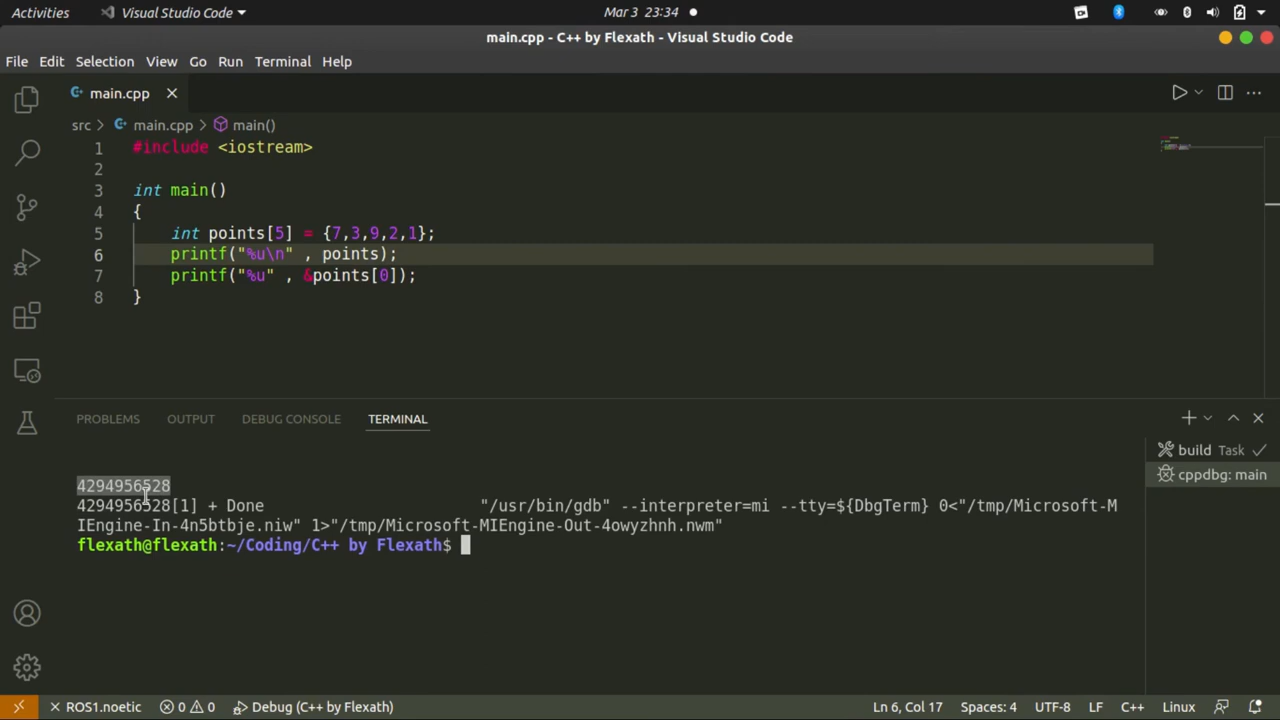 Activities Visual Studio Code Mar 3 23:34
main.cpp - C++ by Flexath - Visual Studio Code
File Edit Selection View Go Run Terminal Help
main.cpp
src > main.cpp > main()
1 #include <iostream>
2
3 int main()
4 {
5 int points[5] = {7,3,9,2,1};
6 printf("%u\n" , points);
7 printf("%u" , &points[0]);
8 }
PROBLEMS OUTPUT DEBUG CONSOLE TERMINAL
build Task
cppdbg: main
4294956528
4294956528[1] + Done "/usr/bin/gdb" --interpreter=mi --tty=${DbgTerm} 0<"/tmp/Microsoft-M
IEngine-In-4n5btbje.niw" 1>"/tmp/Microsoft-MIEngine-Out-4owyzhnh.nwm"
flexath@flexath:~/Coding/C++ by Flexath$
ROS1.noetic 0 0 Debug (C++ by Flexath) Ln 6, Col 17 Spaces: 4 UTF-8 LF C++ Linux